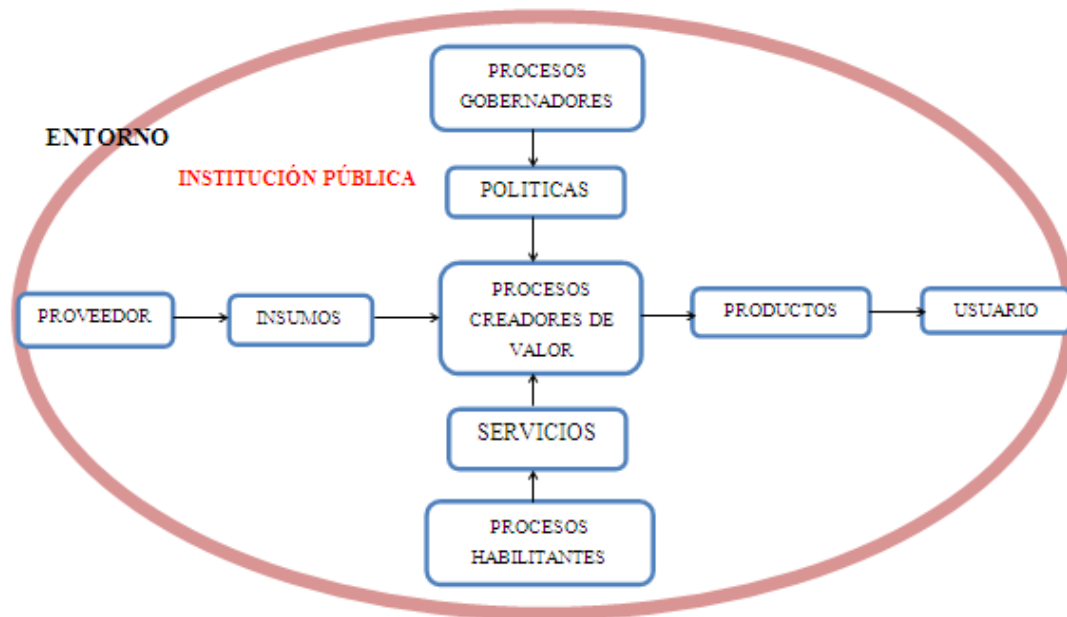 PROCESOS
GOBERNADORES
ENTORNO
INSTITUCIÓN PÚBLICA
POLITICAS
PROVEEDOR
INSUMOS
PROCESOS
CREADORES DE
VALOR
PRODUCTOS
USUARIO
SERVICIOS
PROCESOS
HABILITANTES